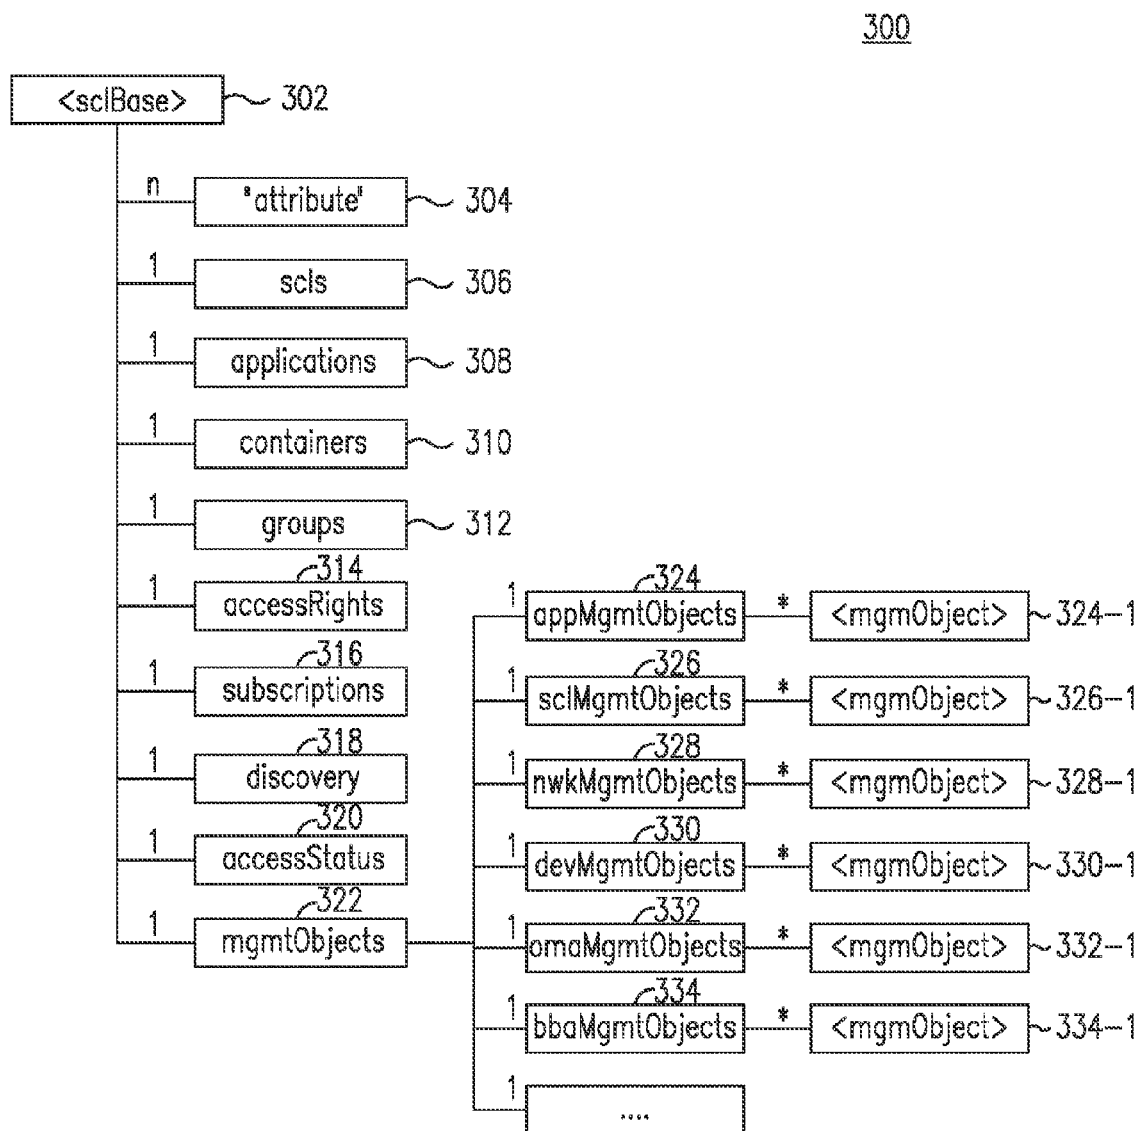 300
<sclBase> 302
n "attribute" 304
1 scls 306
1 applications 308
1 containers 310
1 groups 312
314
1 accessRights
316
1 subscriptions
318
1 discovery
320
1 accessStatus
322
1 mgmtObjects
324
1 appMgmtObjects * <mgmObject> 324-1
326
1 sclMgmtObjects * <mgmObject> 326-1
328
1 nwkMgmtObjects * <mgmObject> 328-1
330
1 devMgmtObjects * <mgmObject> 330-1
332
1 omaMgmtObjects * <mgmObject> 332-1
334
1 bbaMgmtObjects * <mgmObject> 334-1
1 ....